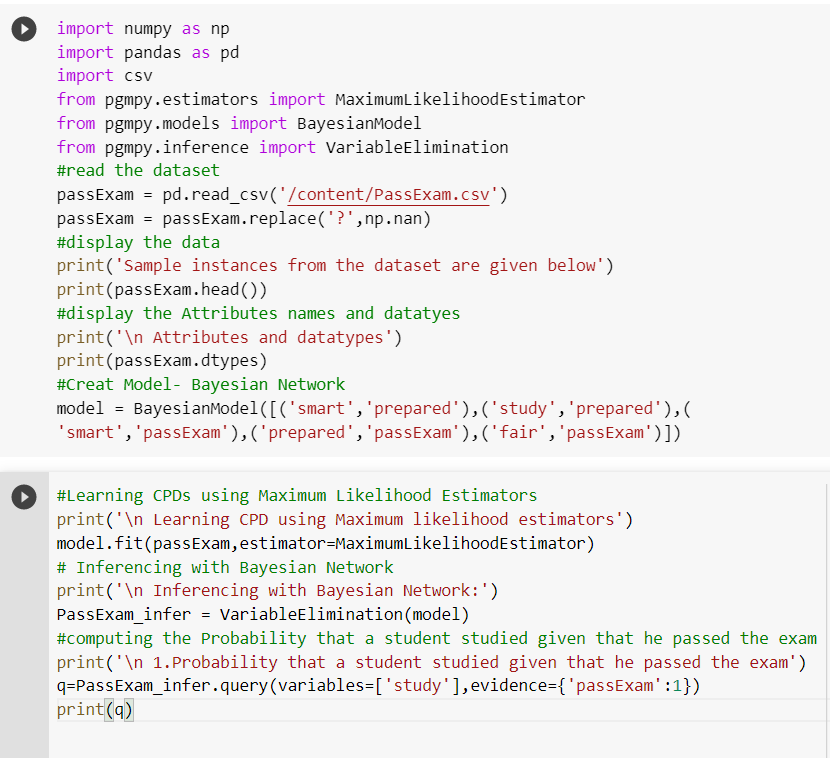 import numpy as np
import pandas as pd
import csv
from pgmpy.estimators import MaximumLikelihoodEstimator
from pgmpy.models import BayesianModel
from pgmpy.inference import VariableElimination
#read the dataset
passExam = pd.read_csv('/content/PassExam.csv')
passExam = passExam.replace('?',np.nan)
#display the data
print('Sample instances from the dataset are given below')
print(passExam.head())
#display the Attributes names and datatyes
print('\n Attributes and datatypes')
print(passExam.dtypes)
#Creat Model- Bayesian Network
model = BayesianModel([('smart','prepared'),('study','prepared'),(
'smart','passExam'),('prepared','passExam'),('fair','passExam')])
#Learning CPDs using Maximum Likelihood Estimators
print('\n Learning CPD using Maximum likelihood estimators')
model.fit(passExam,estimator=MaximumLikelihoodEstimator)
# Inferencing with Bayesian Network
print('\n Inferencing with Bayesian Network:')
PassExam_infer = VariableElimination(model)
#computing the Probability that a student studied given that he passed the exam
print('\n 1.Probability that a student studied given that he passed the exam')
q=PassExam_infer.query(variables=['study'],evidence={'passExam':1})
print(q)